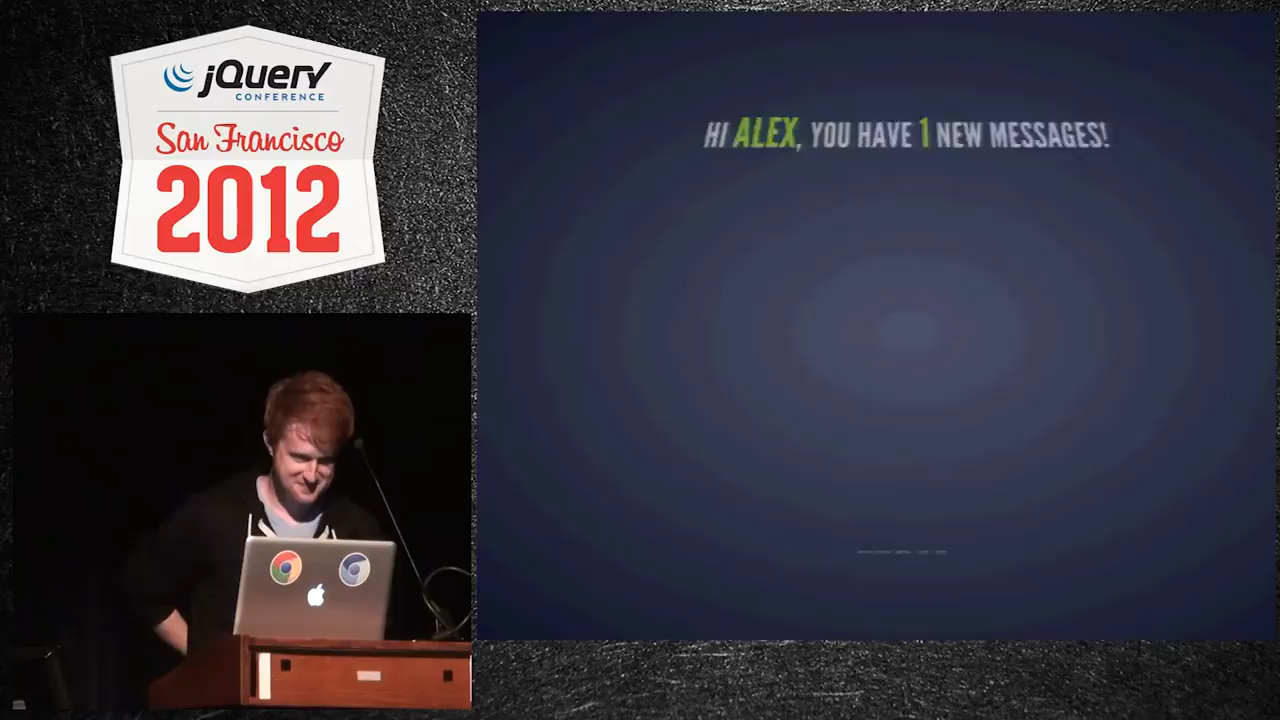 jQuery
CONFERENCE
San Francisco
2012
HI ALEX, YOU HAVE 1 NEW MESSAGES!